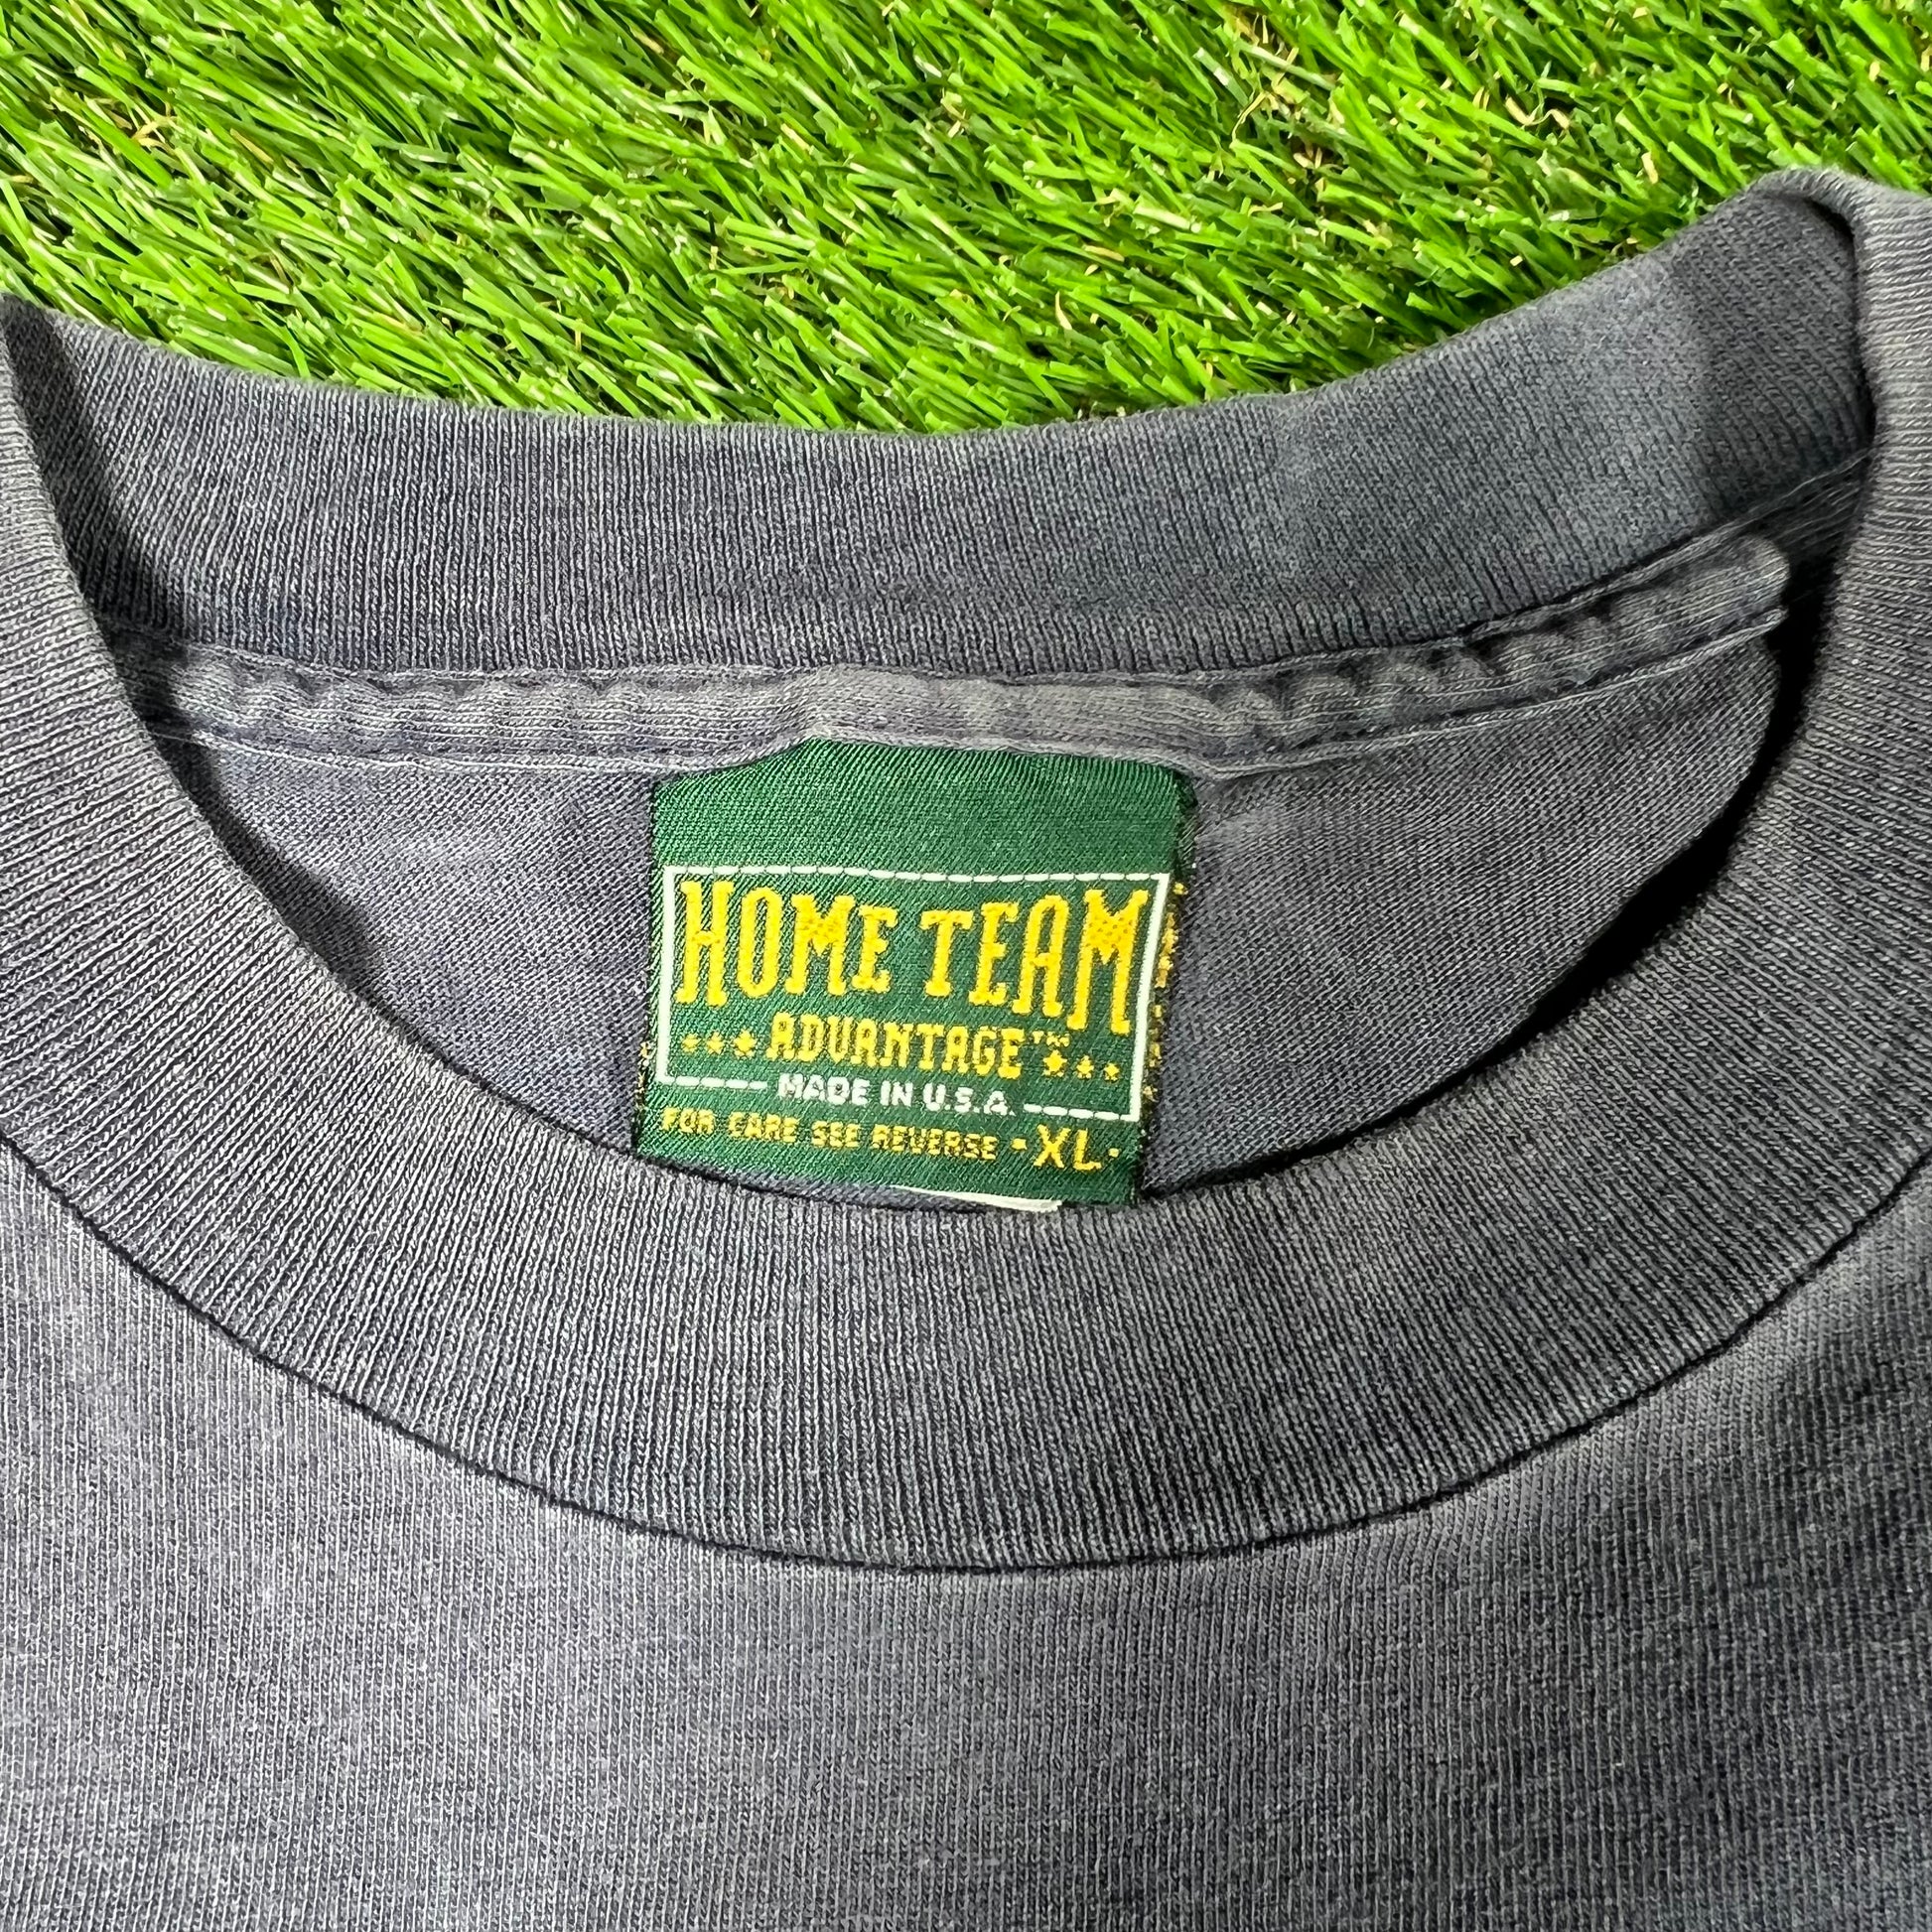 HOME TEAM
ADVANTAGE™
MADE IN U.S.A.
FOR CARE SEE REVERSE • XL •